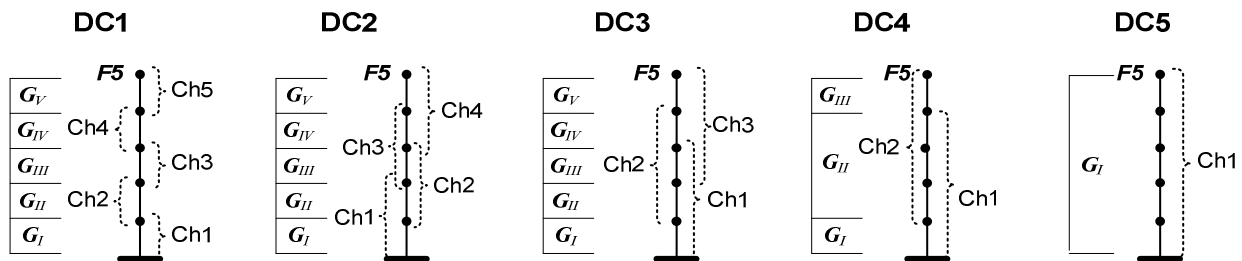 DC1 DC2 DC3 DC4 DC5
F5 F5 F5 F5 F5
G_V Ch5 G_V Ch4 G_V Ch3 G_III G_I Ch1
Ch4 G_IV Ch3 G_IV Ch2 G_IV Ch2 G_II
G_III Ch3 G_III Ch2 G_III Ch1 Ch1
Ch2 G_II Ch1 G_II G_II
G_I Ch1 G_I G_I G_I